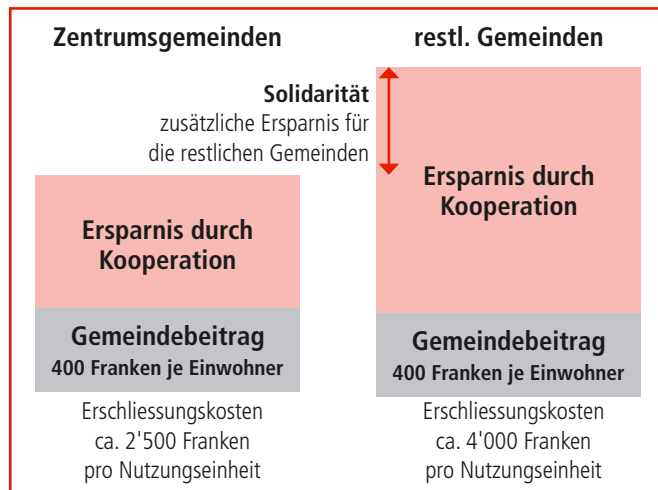 Zentrumsgemeinden
restl. Gemeinden
Solidarität
zusätzliche Ersparnis für
die restlichen Gemeinden
Ersparnis durch
Kooperation
Ersparnis durch
Kooperation
Gemeindebeitrag
400 Franken je Einwohner
Gemeindebeitrag
400 Franken je Einwohner
Erschliessungskosten
ca. 2'500 Franken
pro Nutzungseinheit
Erschliessungskosten
ca. 4'000 Franken
pro Nutzungseinheit